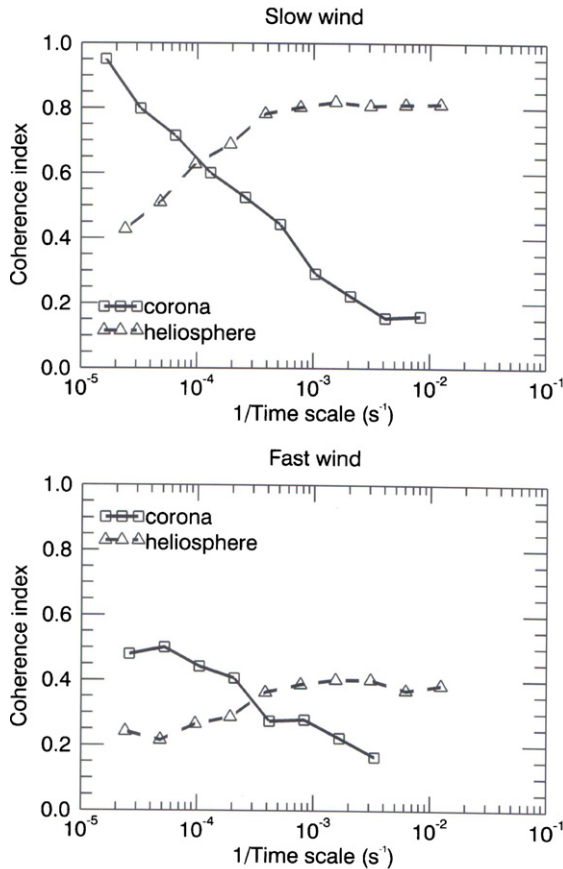 Slow wind
1.0
0.8
0.6
0.4
0.2
0.0
Coherence index
corona
heliosphere
10⁻⁵ 10⁻⁴ 10⁻³ 10⁻² 10⁻¹
1/Time scale (s⁻¹)
Fast wind
1.0
0.8
0.6
0.4
0.2
0.0
Coherence index
corona
heliosphere
10⁻⁵ 10⁻⁴ 10⁻³ 10⁻² 10⁻¹
1/Time scale (s⁻¹)